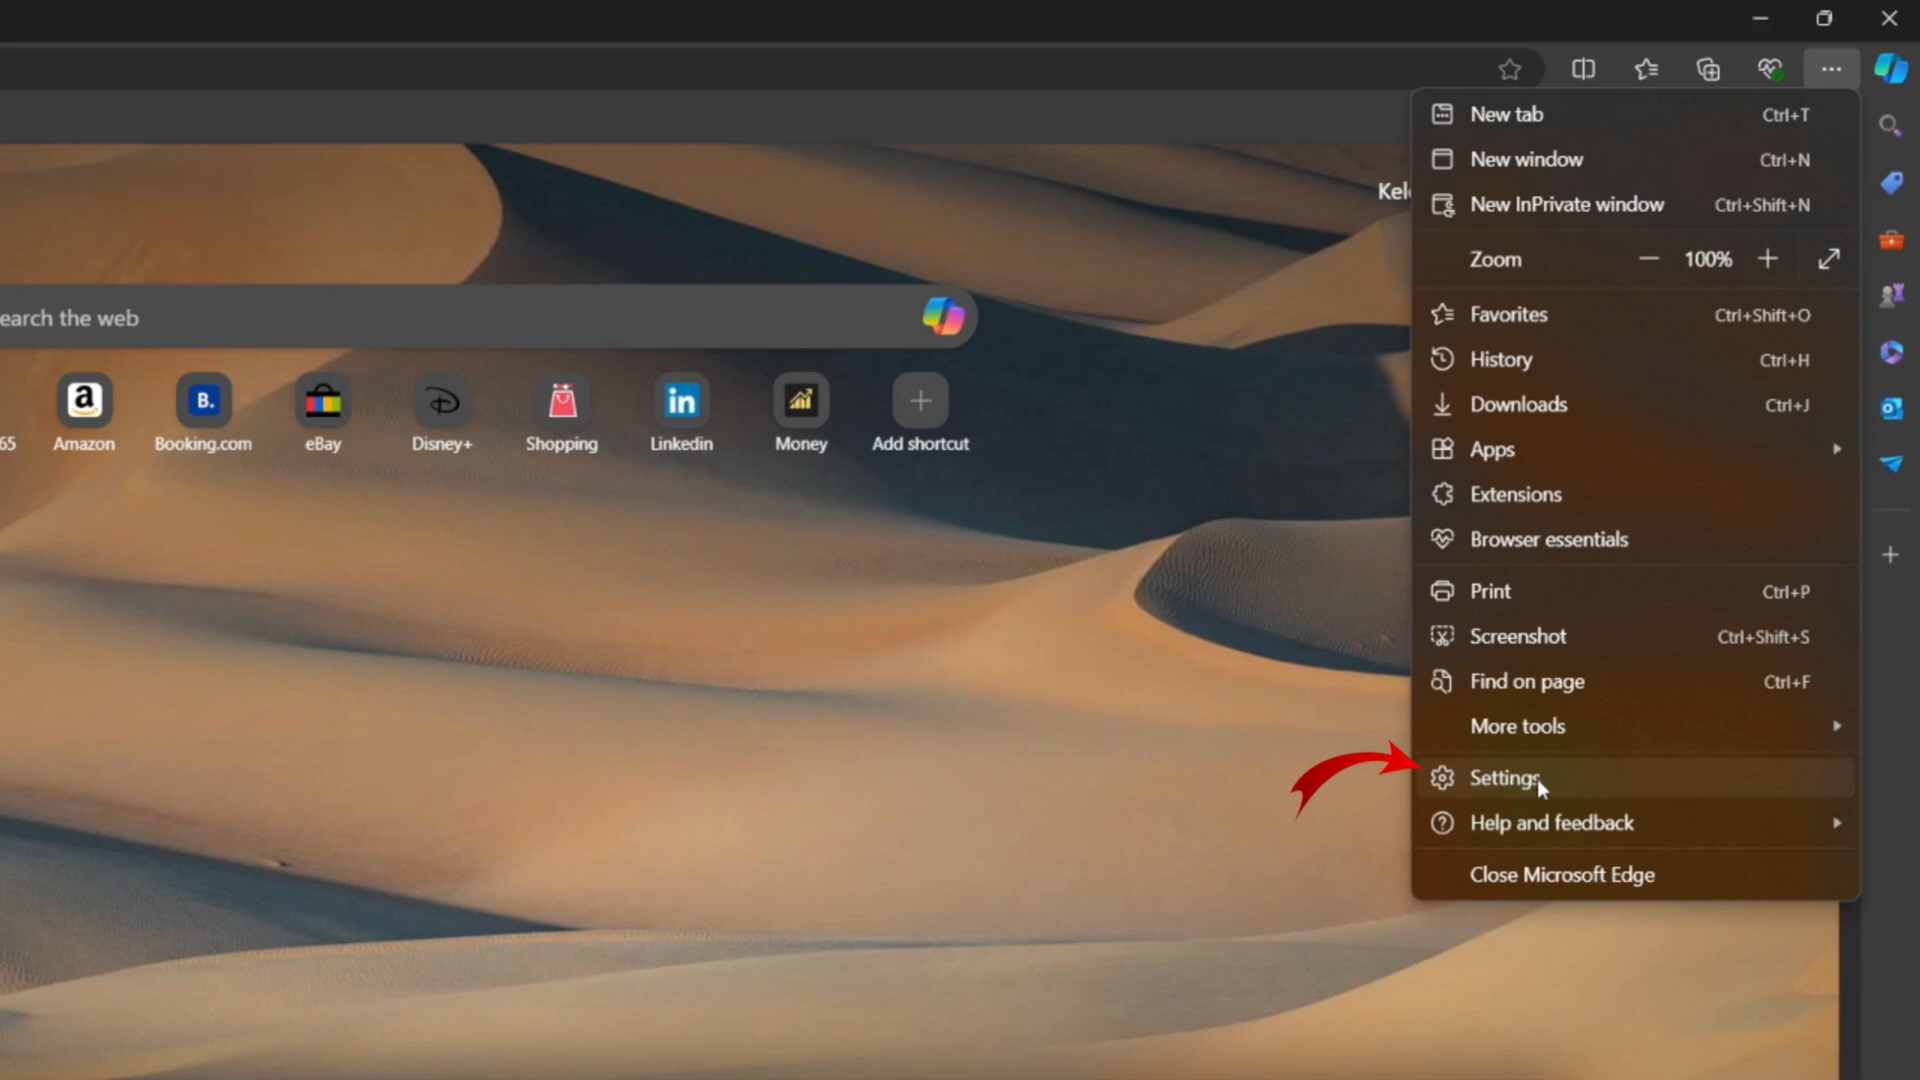 New tab Ctrl+T
New window Ctrl+N
New InPrivate window Ctrl+Shift+N
Zoom 100%
Favorites Ctrl+Shift+O
History Ctrl+H
Downloads Ctrl+J
Apps
Extensions
Browser essentials
Print Ctrl+P
Screenshot Ctrl+Shift+S
Find on page Ctrl+F
More tools
Settings
Help and feedback
Close Microsoft Edge
Kel
earch the web
a
B.
in
65
Amazon
Booking.com
eBay
Disney+
Shopping
Linkedin
Money
Add shortcut